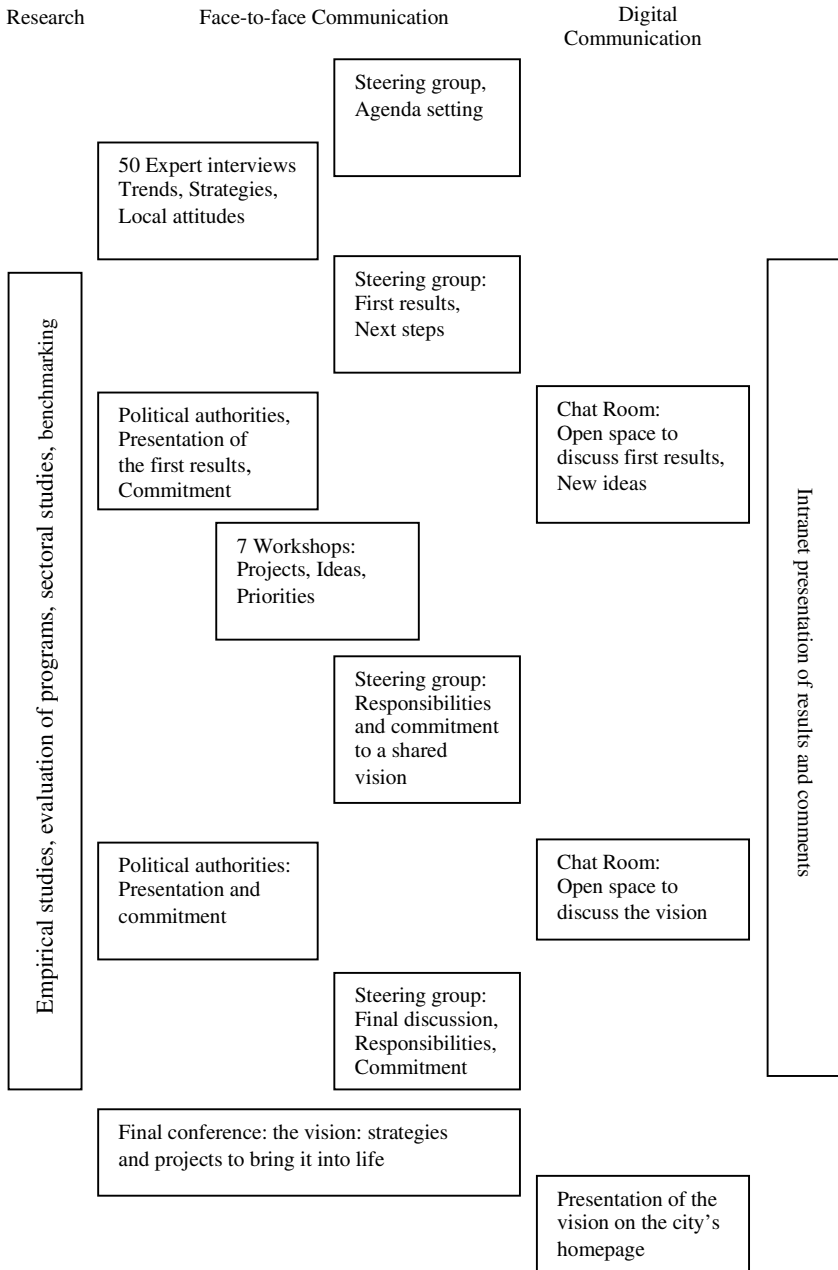 Research
Face-to-face Communication
Digital
Communication
Steering group,
Agenda setting
50 Expert interviews
Trends, Strategies,
Local attitudes
Steering group:
First results,
Next steps
Empirical studies, evaluation of programs, sectoral studies, benchmarking
Intranet presentation of results and comments
Political authorities,
Presentation of
the first results,
Commitment
Chat Room:
Open space to
discuss first results,
New ideas
7 Workshops:
Projects, Ideas,
Priorities
Steering group:
Responsibilities
and commitment
to a shared
vision
Political authorities:
Presentation and
commitment
Chat Room:
Open space to
discuss the vision
Steering group:
Final discussion,
Responsibilities,
Commitment
Final conference: the vision: strategies
and projects to bring it into life
Presentation of the
vision on the city's
homepage